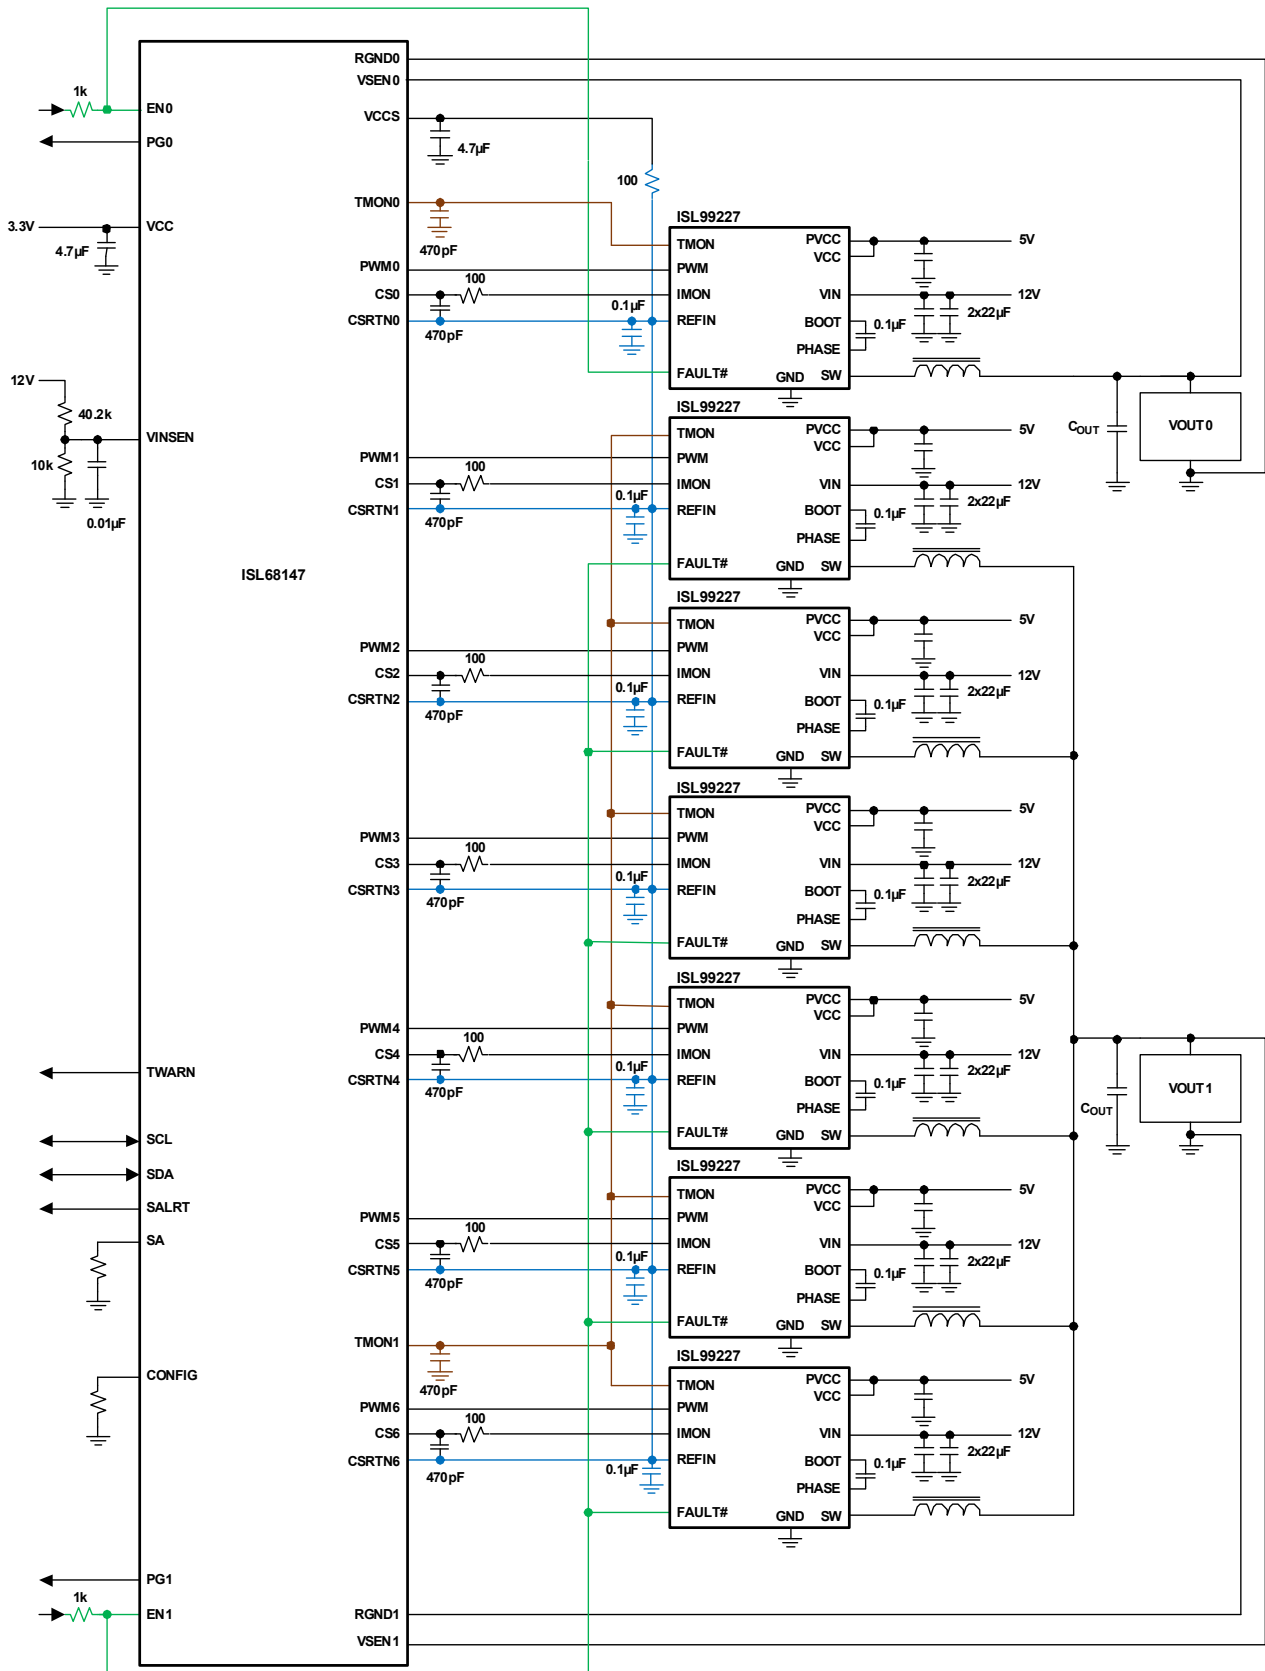 RGND0
VSEN0
1k
EN0
VCCS
4.7µF
PG0
100
TMON0
ISL99227
3.3V
VCC
470pF
TMON
PVCC
5V
VCC
4.7µF
PWM0
PWM
100
CS0
IMON
VIN
12V
0.1µF
2x22µF
CSRTN0
REFIN
BOOT
0.1µF
470pF
PHASE
FAULT#
GND
SW
12V
40.2k
ISL99227
COUT
VOUT0
VINSEN
TMON
PVCC
5V
VCC
10k
PWM1
PWM
100
CS1
IMON
VIN
12V
0.1µF
2x22µF
CSRTN1
REFIN
BOOT
0.1µF
0.01µF
470pF
PHASE
FAULT#
GND
SW
ISL68147
ISL99227
TMON
PVCC
5V
VCC
PWM2
PWM
100
CS2
IMON
VIN
12V
0.1µF
2x22µF
CSRTN2
REFIN
BOOT
0.1µF
470pF
PHASE
FAULT#
GND
SW
ISL99227
TMON
PVCC
5V
VCC
PWM3
PWM
100
CS3
IMON
VIN
12V
0.1µF
2x22µF
CSRTN3
REFIN
BOOT
0.1µF
470pF
PHASE
FAULT#
GND
SW
ISL99227
TMON
PVCC
5V
VCC
PWM4
PWM
100
CS4
IMON
VIN
12V
0.1µF
2x22µF
TWARN
CSRTN4
REFIN
BOOT
0.1µF
470pF
PHASE
VOUT1
COUT
FAULT#
GND
SW
SCL
SDA
ISL99227
SALRT
TMON
PVCC
5V
VCC
PWM5
PWM
100
SA
CS5
IMON
VIN
12V
0.1µF
2x22µF
CSRTN5
REFIN
BOOT
0.1µF
470pF
PHASE
FAULT#
GND
SW
TMON1
ISL99227
CONFIG
470pF
TMON
PVCC
5V
VCC
PWM6
PWM
100
CS6
IMON
VIN
12V
2x22µF
CSRTN6
REFIN
BOOT
0.1µF
0.1µF
470pF
PHASE
FAULT#
GND
SW
PG1
1k
EN1
RGND1
VSEN1